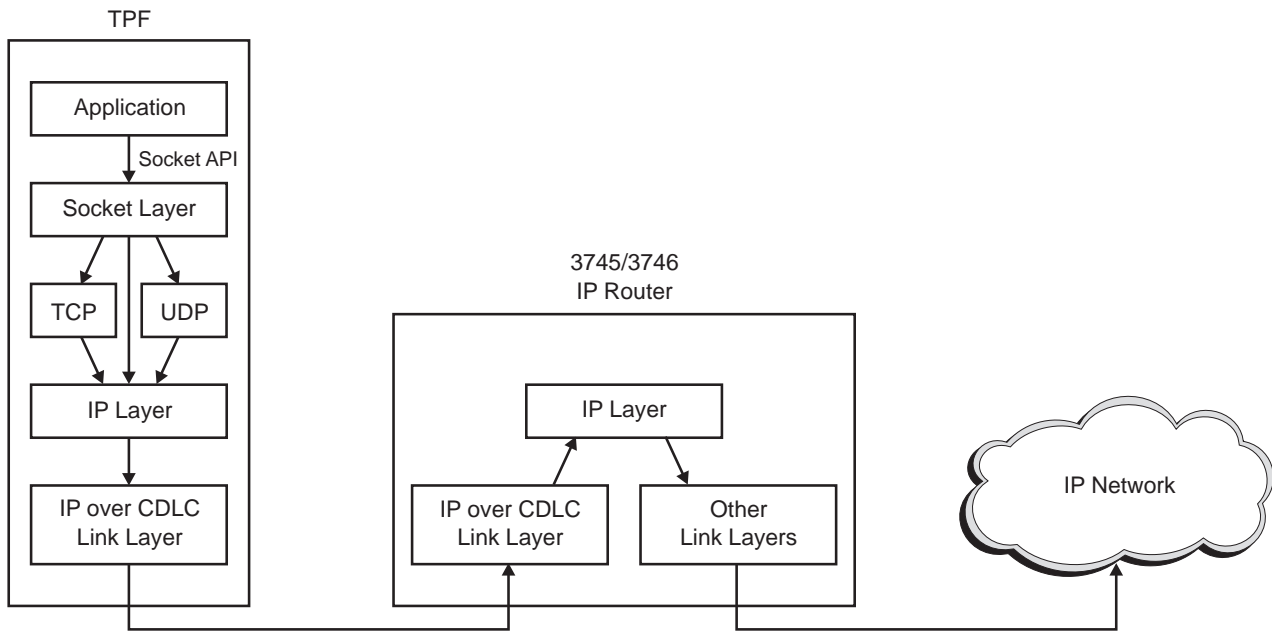 TPF
Application
Socket API
Socket Layer
TCP
UDP
IP Layer
IP over CDLC
Link Layer
3745/3746
IP Router
IP Layer
IP over CDLC
Link Layer
Other
Link Layers
IP Network